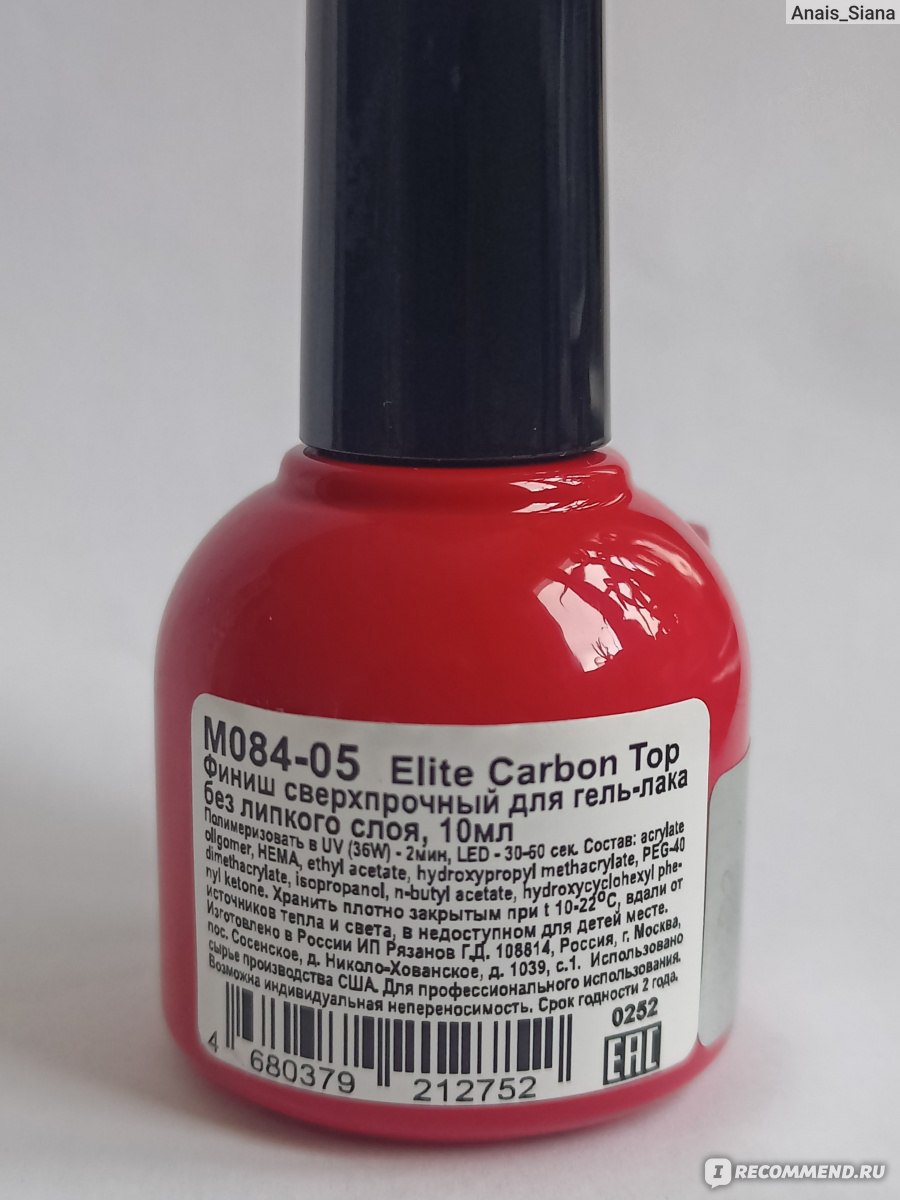 Anais_Siana
M084-05 Elite Carbon Top
Финиш сверхпрочный для гель-лака
без липкого слоя, 10мл
Полимеризовать в UV (36W) - 2мин, LED - 30-60 сек. Состав: acrylate
oligomer, HEMA, ethyl acetate, hydroxypropyl methacrylate, PEG-40
dimethacrylate, isopropanol, n-butyl acetate, hydroxycyclohexyl phe-
nyl ketone. Хранить плотно закрытым при t 10-22°C, вдали от
источников тепла и света, в недоступном для детей месте.
Изготовлено в России ИП Рязанов Г.Д. 108814, Россия, г. Москва,
пос. Сосенское, д. Николо-Хованское, д. 1039, с.1. Использовано
сырье производства США. Для профессионального использования.
Возможна индивидуальная непереносимость. Срок годности 2 года.
0252
EAC
4 680379 212752
I RECOMMEND.RU